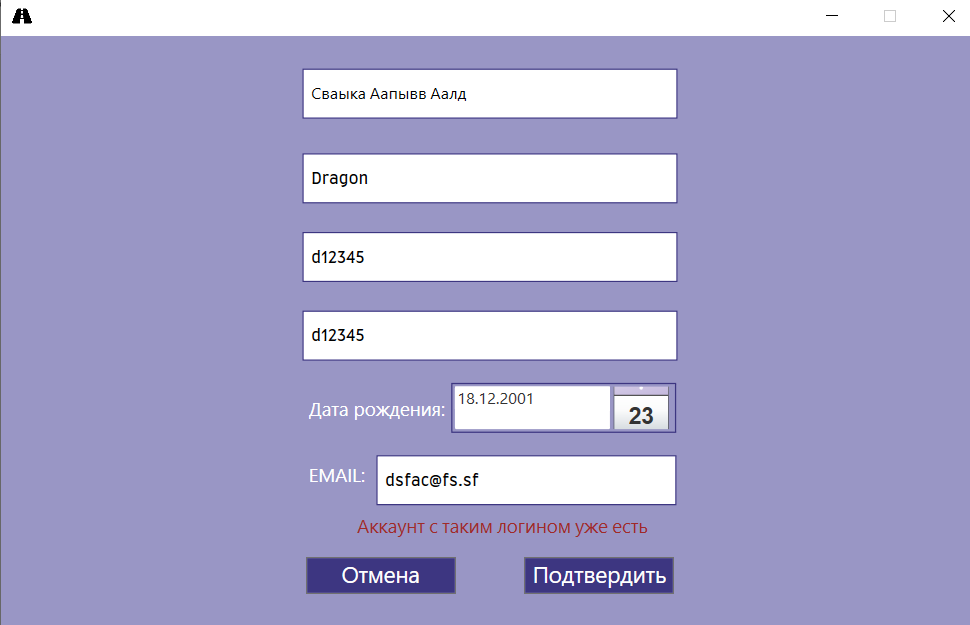 Сваыка Аапывв Аалд
Dragon
d12345
d12345
Дата рождения: 18.12.2001 23
EMAIL: dsfac@fs.sf
Аккаунт с таким логином уже есть
Отмена Подтвердить